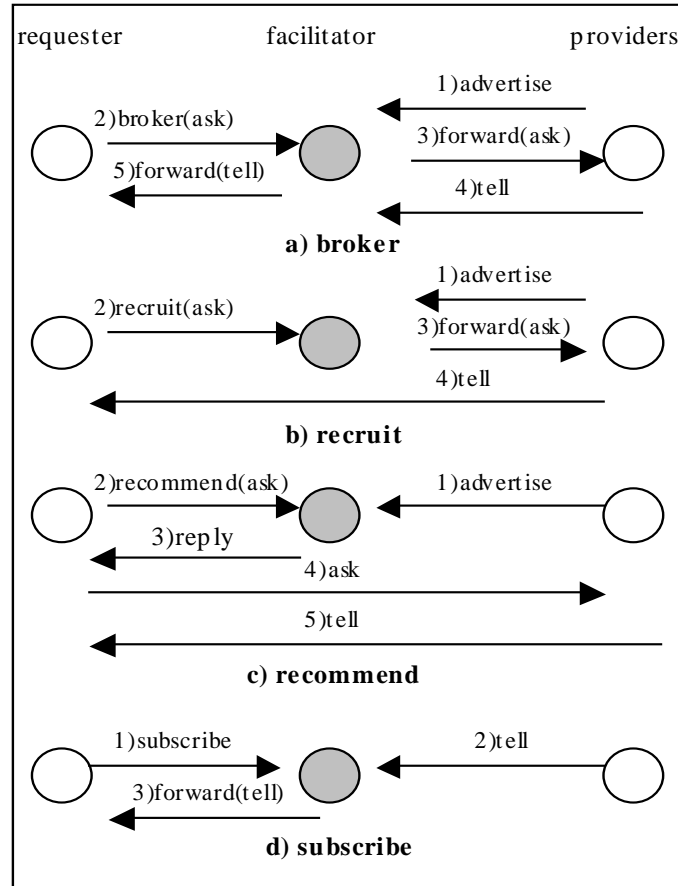 requester facilitator providers
1)advertise
2)broker(ask)
3)forward(ask)
5)forward(tell)
4)tell
a) broker
1)advertise
2)recruit(ask)
3)forward(ask)
4)tell
b) recruit
2)recommend(ask) 1)advertise
3)reply
4)ask
5)tell
c) recommend
1)subscribe 2)tell
3)forward(tell)
d) subscribe